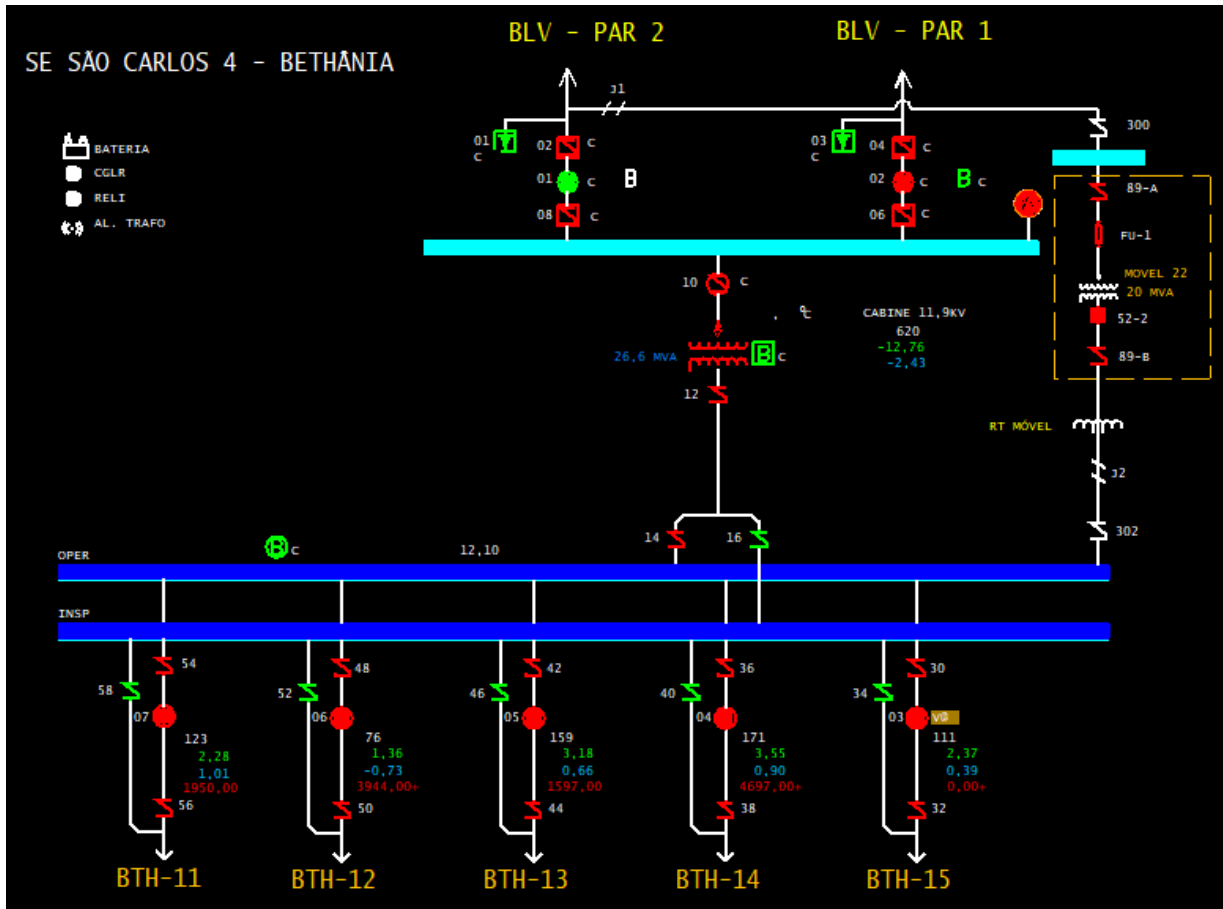 BLV - PAR 2
BLV - PAR 1
SE SÃO CARLOS 4 - BETHÂNIA
J1
300
01
C
02
C
03
C
04
C
BATERIA
CGLR
RELI
AL. TRAFO
01
C
B
02
C
B
C
08
C
06
C
A
89-A
FU-1
MOVEL 22
20 MVA
52-2
89-B
10
C
. ºC
CABINE 11,9KV
620
-12,76
-2,43
26,6 MVA
B
C
12
RT MÓVEL
J2
302
14
16
OPER
B
C
12,10
INSP
54
48
42
36
30
58
52
46
40
34
07
06
05
04
03
V@
123
2,28
1,01
1950,00
76
1,36
-0,73
3944,00+
159
3,18
0,66
1597,00
171
3,55
0,90
4697,00+
111
2,37
0,39
0,00+
56
50
44
38
32
BTH-11
BTH-12
BTH-13
BTH-14
BTH-15